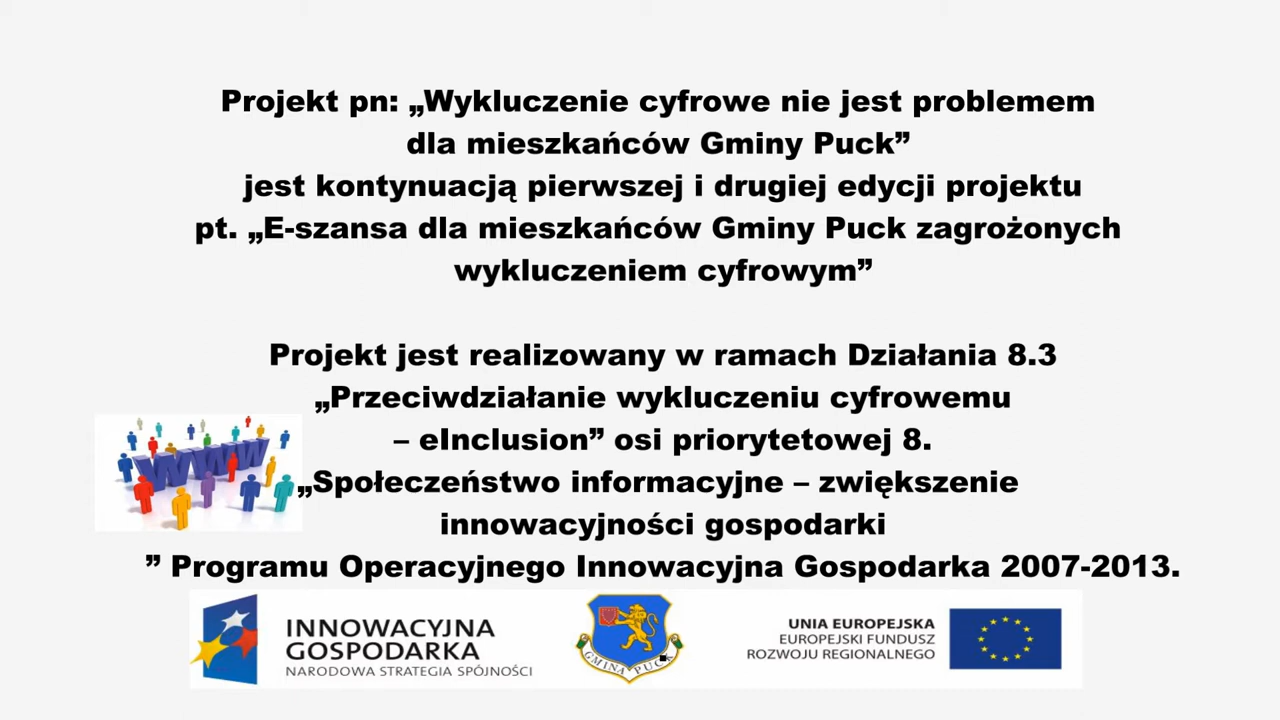 Projekt pn: „Wykluczenie cyfrowe nie jest problemem
dla mieszkańców Gminy Puck”
jest kontynuacją pierwszej i drugiej edycji projektu
pt. „E-szansa dla mieszkańców Gminy Puck zagrożonych
wykluczeniem cyfrowym”
Projekt jest realizowany w ramach Działania 8.3
„Przeciwdziałanie wykluczeniu cyfrowemu
– eInclusion” osi priorytetowej 8.
„Społeczeństwo informacyjne – zwiększenie
innowacyjności gospodarki
” Programu Operacyjnego Innowacyjna Gospodarka 2007-2013.
WWW
INNOWACYJNA
GOSPODARKA
NARODOWA STRATEGIA SPÓJNOŚCI
GMINA PUCK
UNIA EUROPEJSKA
EUROPEJSKI FUNDUSZ
ROZWOJU REGIONALNEGO